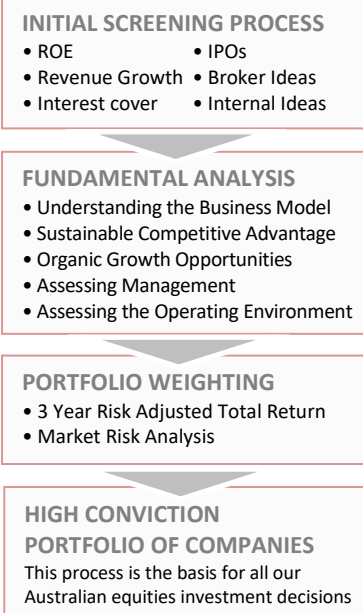 INITIAL SCREENING PROCESS
• ROE • IPOs
• Revenue Growth • Broker Ideas
• Interest cover • Internal Ideas
FUNDAMENTAL ANALYSIS
• Understanding the Business Model
• Sustainable Competitive Advantage
• Organic Growth Opportunities
• Assessing Management
• Assessing the Operating Environment
PORTFOLIO WEIGHTING
• 3 Year Risk Adjusted Total Return
• Market Risk Analysis
HIGH CONVICTION
PORTFOLIO OF COMPANIES
This process is the basis for all our
Australian equities investment decisions